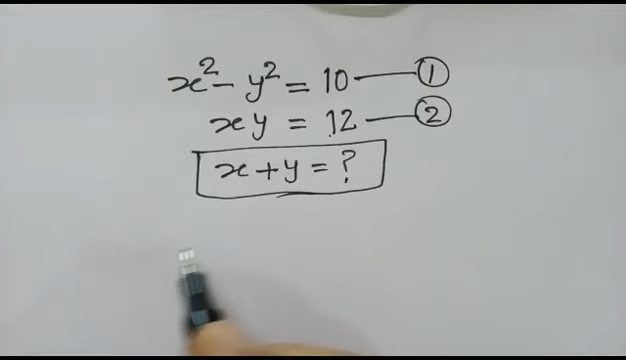 x² - y² = 10 — ①
xy = 12 — ②
x + y = ?